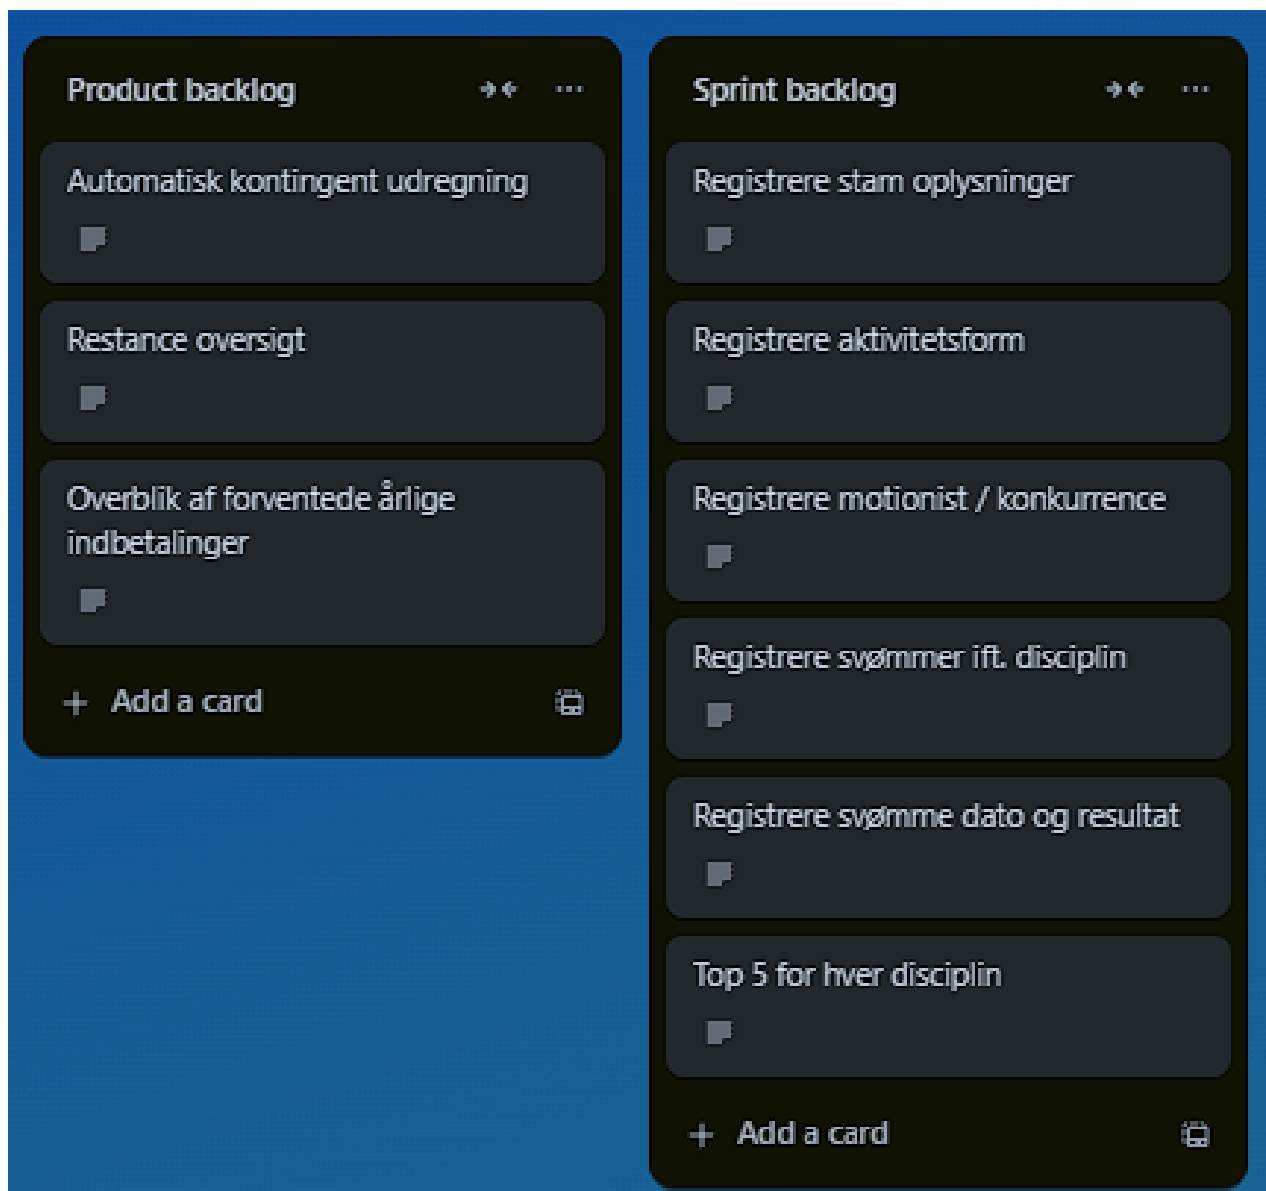 Product backlog
Automatisk kontingent udregning
Restance oversigt
Overblik af forventede årlige
indbetalinger
Add a card
Sprint backlog
Registrere stam oplysninger
Registrere aktivitetsform
Registrere motionist / konkurrence
Registrere svømmer ift. disciplin
Registrere svømme dato og resultat
Top 5 for hver disciplin
Add a card